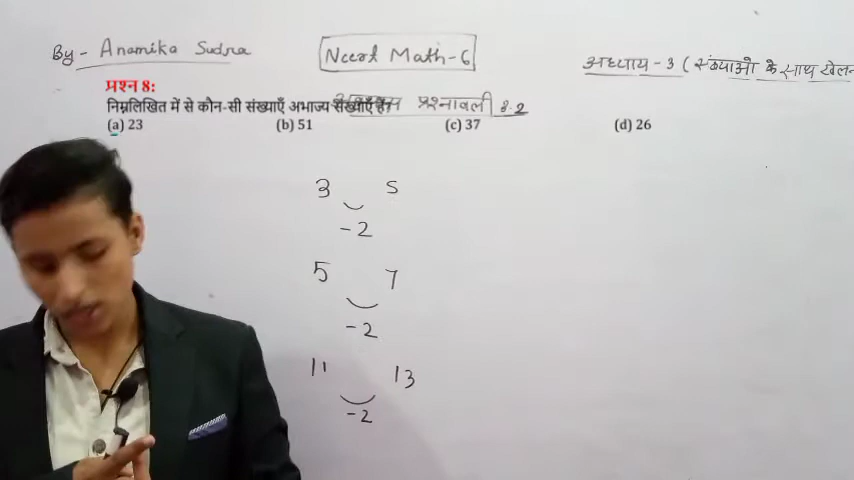 By - Anamika Sudra
Ncert Math-6
अध्याय - 3 ( संख्याओ के साथ खेलन
प्रश्न 8:
निम्नलिखित में से कौन-सी संख्याएँ अभाज्य संख्याएँ हैं?
प्रश्नावली 3.2
(a) 23 (b) 51 (c) 37 (d) 26
3 5
-2
5 7
-2
11 13
-2